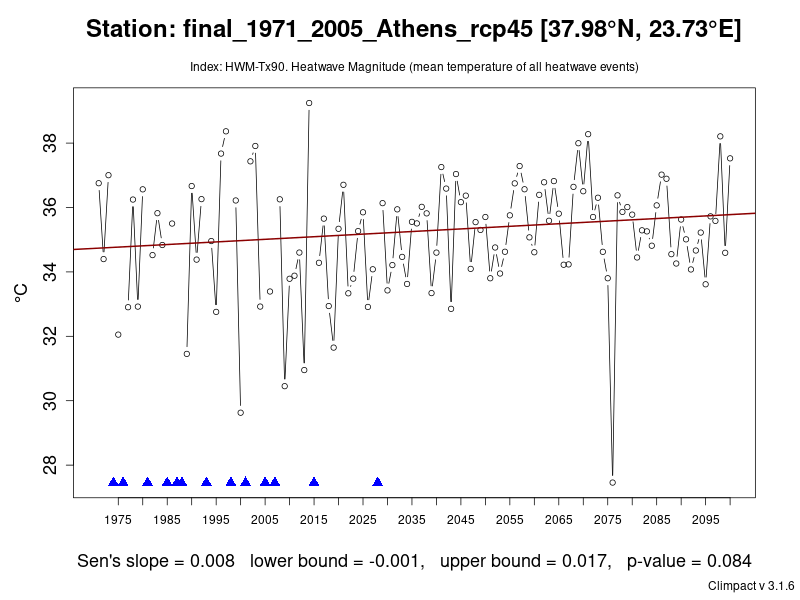 Station: final_1971_2005_Athens_rcp45 [37.98°N, 23.73°E]
Index: HWM-Tx90. Heatwave Magnitude (mean temperature of all heatwave events)
38
36
34
32
30
28
°C
1975 1985 1995 2005 2015 2025 2035 2045 2055 2065 2075 2085 2095
Sen's slope = 0.008 lower bound = -0.001, upper bound = 0.017, p-value = 0.084
Climpact v 3.1.6